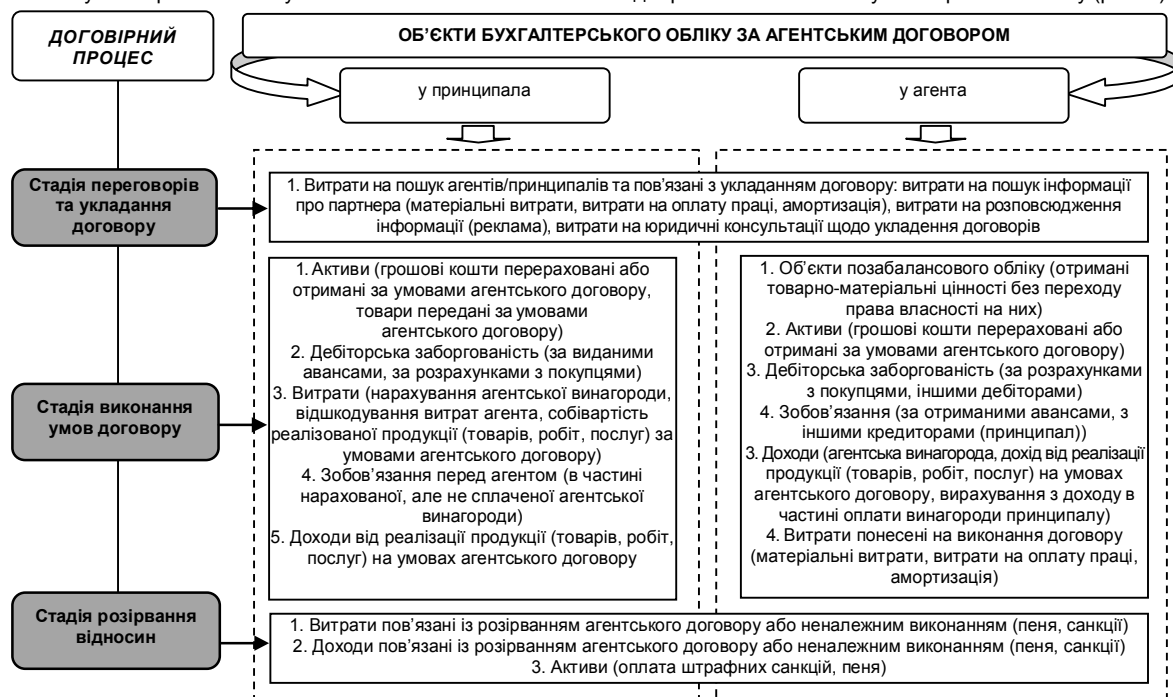 ДОГОВІРНИЙ
ПРОЦЕС
ОБ’ЄКТИ БУХГАЛТЕРСЬКОГО ОБЛІКУ ЗА АГЕНТСЬКИМ ДОГОВОРОМ
у принципала
у агента
Стадія переговорів
та укладання
договору
1. Витрати на пошук агентів/принципалів та пов’язані з укладанням договору: витрати на пошук інформації
про партнера (матеріальні витрати, витрати на оплату праці, амортизація), витрати на розповсюдження
інформації (реклама), витрати на юридичні консультації щодо укладення договорів
Стадія виконання
умов договору
1. Активи (грошові кошти перераховані або
отримані за умовами агентського договору,
товари передані за умовами
агентського договору)
2. Дебіторська заборгованість (за виданими
авансами, за розрахунками з покупцями)
3. Витрати (нарахування агентської винагороди,
відшкодування витрат агента, собівартість
реалізованої продукції (товарів, робіт, послуг) за
умовами агентського договору)
4. Зобов’язання перед агентом (в частині
нарахованої, але не сплаченої агентської
винагороди)
5. Доходи від реалізації продукції (товарів, робіт,
послуг) на умовах агентського договору
1. Об’єкти позабалансового обліку (отримані
товарно-матеріальні цінності без переходу
права власності на них)
2. Активи (грошові кошти перераховані або
отримані за умовами агентського договору)
3. Дебіторська заборгованість (за розрахунками
з покупцями, іншими дебіторами)
4. Зобов’язання (за отриманими авансами, з
іншими кредиторами (принципал))
3. Доходи (агентська винагорода, дохід від реалізації
продукції (товарів, робіт, послуг) на умовах
агентського договору, вирахування з доходу в
частині оплати винагороди принципалу)
4. Витрати понесені на виконання договору
(матеріальні витрати, витрати на оплату праці,
амортизація)
Стадія розірвання
відносин
1. Витрати пов’язані із розірванням агентського договору або неналежним виконанням (пеня, санкції)
2. Доходи пов’язані із розірванням агентського договору або неналежним виконанням (пеня, санкції)
3. Активи (оплата штрафних санкцій, пеня)